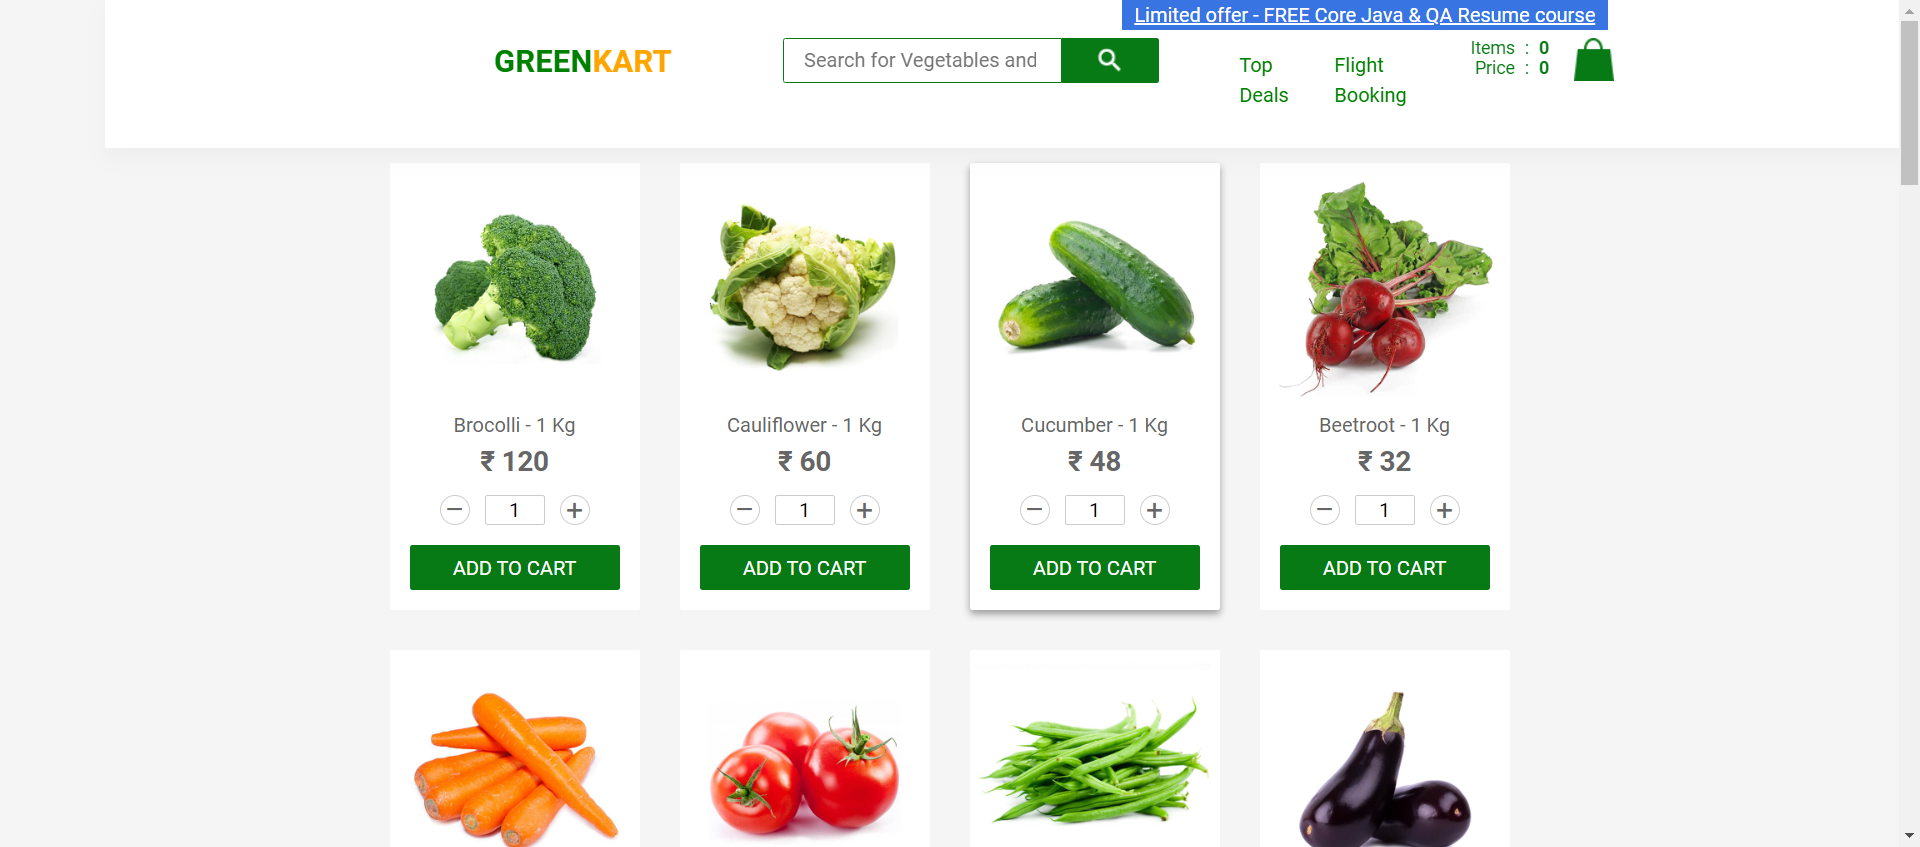 Limited offer - FREE Core Java & QA Resume course
GREENKART
Search for Vegetables and
Top
Deals
Flight
Booking
Items : 0
Price : 0
Brocolli - 1 Kg
₹ 120
1
ADD TO CART
Cauliflower - 1 Kg
₹ 60
1
ADD TO CART
Cucumber - 1 Kg
₹ 48
1
ADD TO CART
Beetroot - 1 Kg
₹ 32
1
ADD TO CART